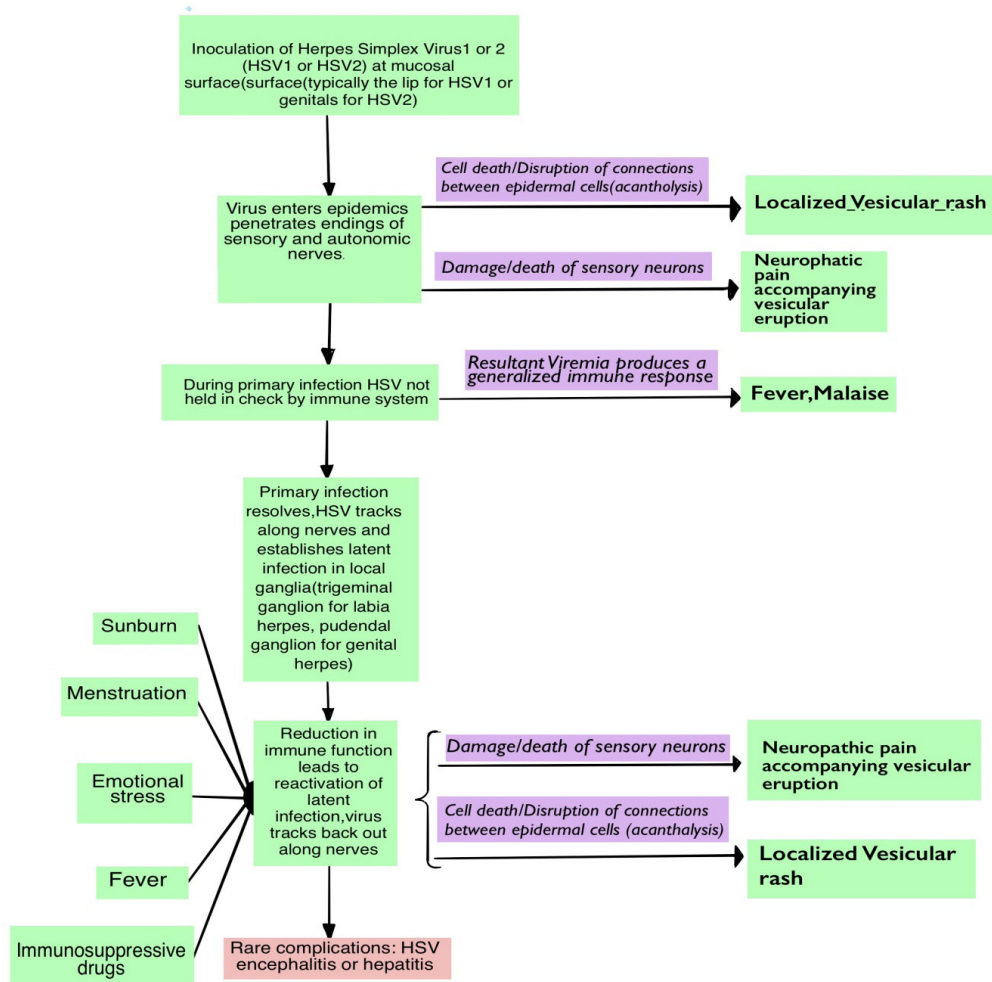 Inoculation of Herpes Simplex Virus1 or 2
(HSV1 or HSV2) at mucosal
surface(surface(typically the lip for HSV1 or
genitals for HSV2)
Cell death/Disruption of connections
between epidermal cells(acantholysis)
Localized_Vesicular_rash
Virus enters epidemics
penetrates endings of
sensory and autonomic
nerves.
Damage/death of sensory neurons
Neurophatic
pain
accompanying
vesicular
eruption
Resultant Viremia produces a
generalized immune response
During primary infection HSV not
held in check by immune system
Fever,Malaise
Primary infection
resolves,HSV tracks
along nerves and
establishes latent
infection in local
ganglia(trigeminal
ganglion for labia
herpes, pudendal
ganglion for genital
herpes)
Sunburn
Menstruation
Emotional
stress
Fever
Immunosuppressive
drugs
Reduction in
immune function
leads to
reactivation of
latent
infection,virus
tracks back out
along nerves
Damage/death of sensory neurons
Neuropathic pain
accompanying vesicular
eruption
Cell death/Disruption of connections
between epidermal cells (acanthalysis)
Localized Vesicular
rash
Rare complications: HSV
encephalitis or hepatitis